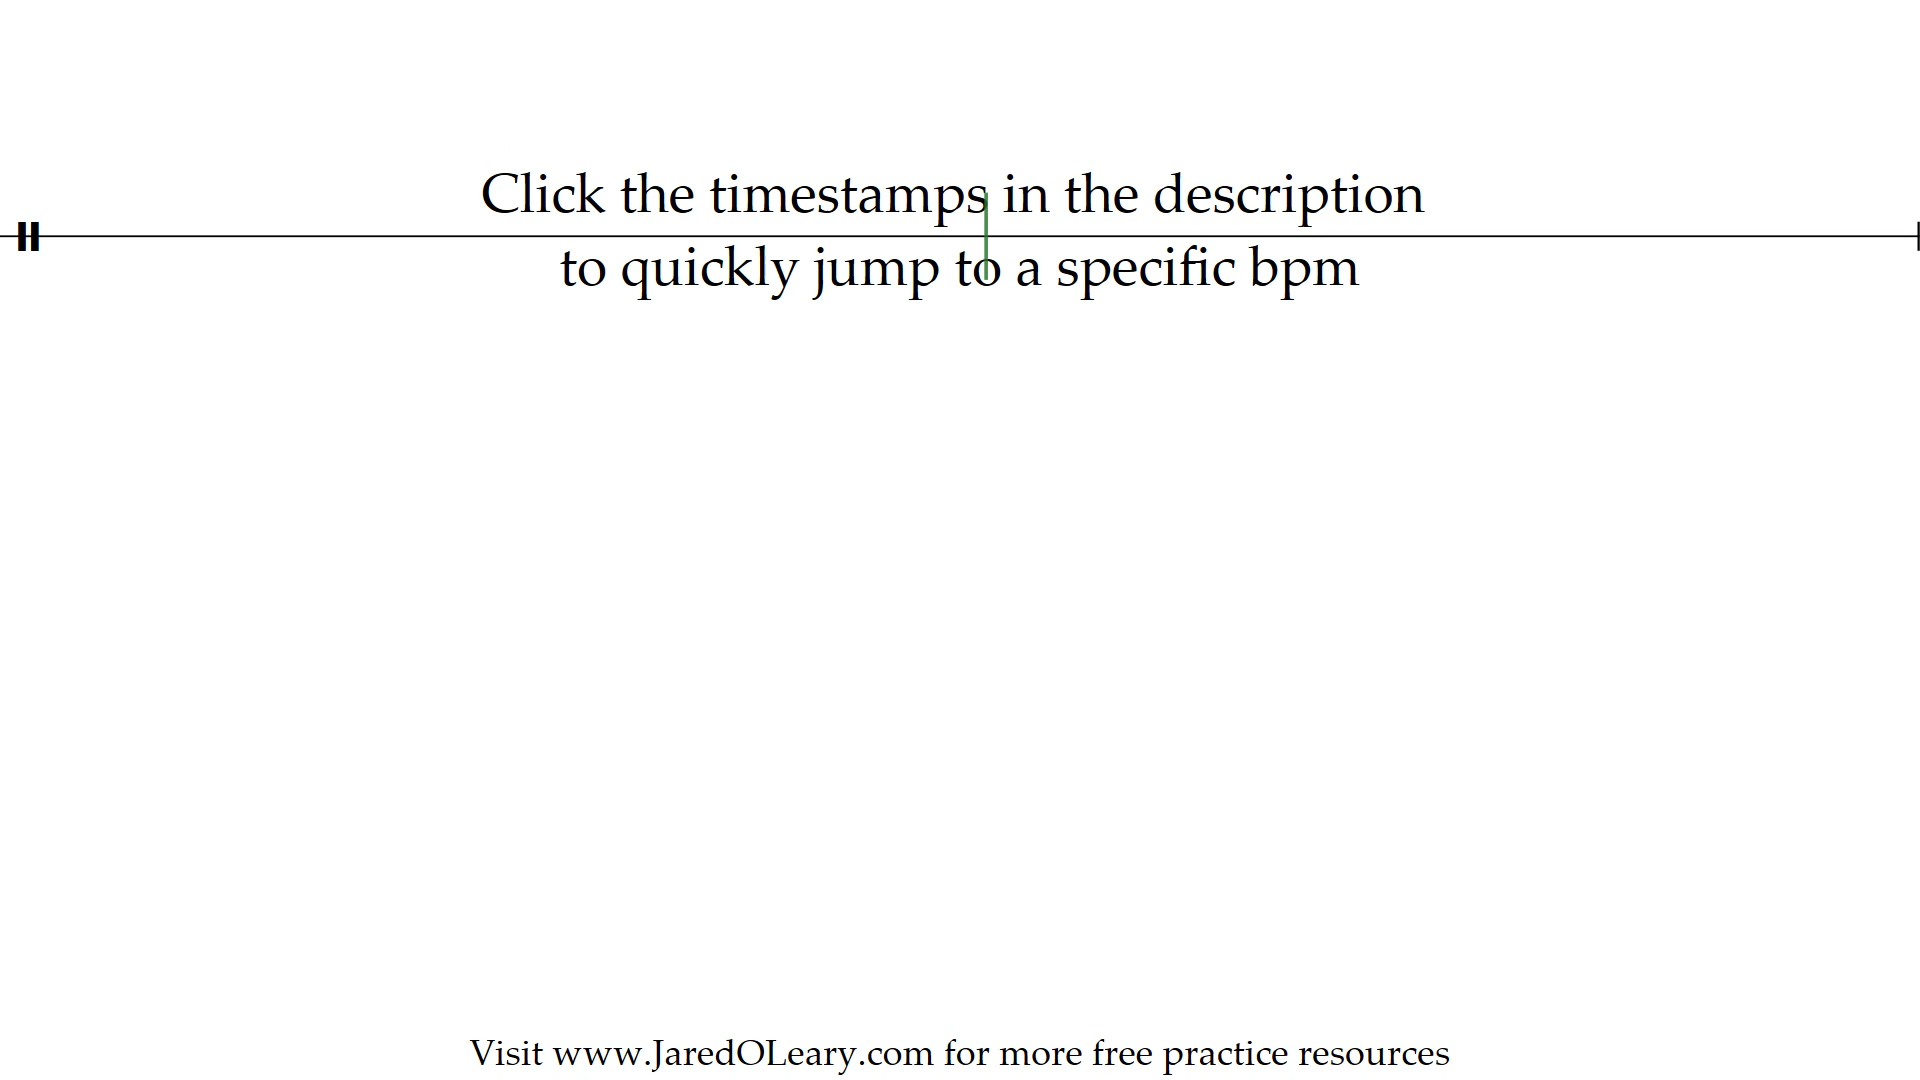 Click the timestamps in the description
to quickly jump to a specific bpm
Visit www.JaredOLeary.com for more free practice resources